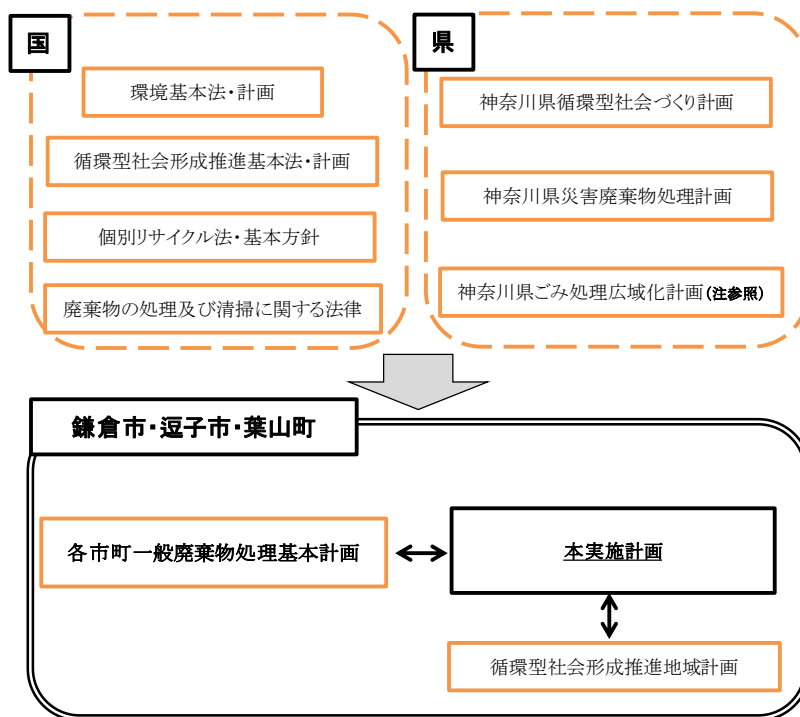 国
環境基本法・計画
循環型社会形成推進基本法・計画
個別リサイクル法・基本方針
廃棄物の処理及び清掃に関する法律
県
神奈川県循環型社会づくり計画
神奈川県災害廃棄物処理計画
神奈川県ごみ処理広域化計画(注参照)
鎌倉市・逗子市・葉山町
各市町一般廃棄物処理基本計画
本実施計画
循環型社会形成推進地域計画